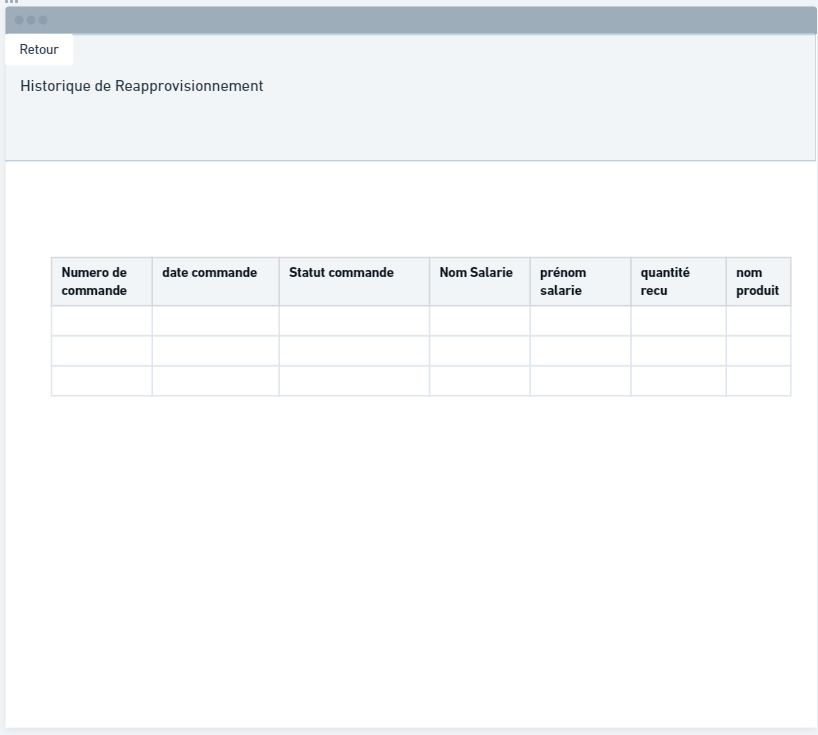 Retour
Historique de Reapprovisionnement
Numero de commande
date commande
Statut commande
Nom Salarie
prénom salarie
quantité recu
nom produit